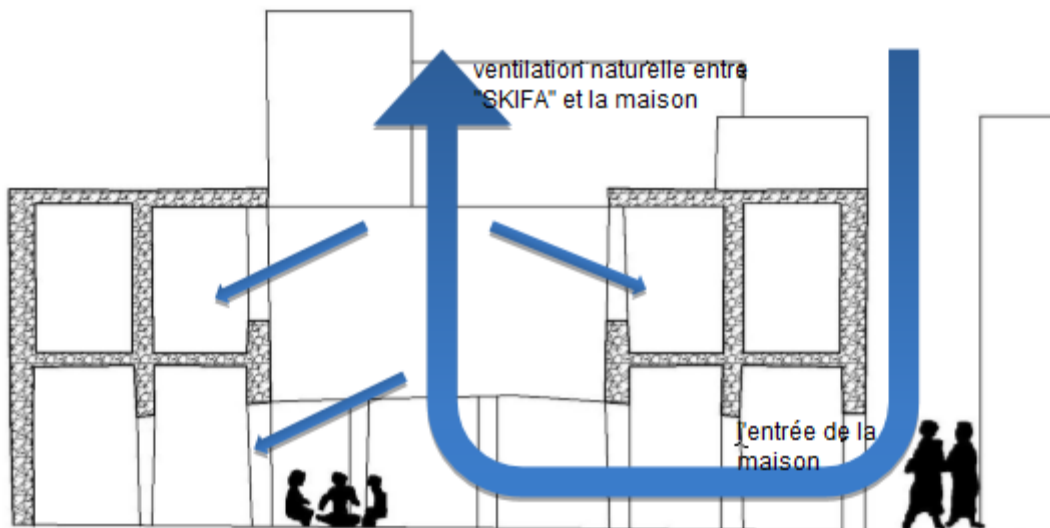 ventilation naturelle entre
"SKIFA" et la maison
l'entrée de la
maison